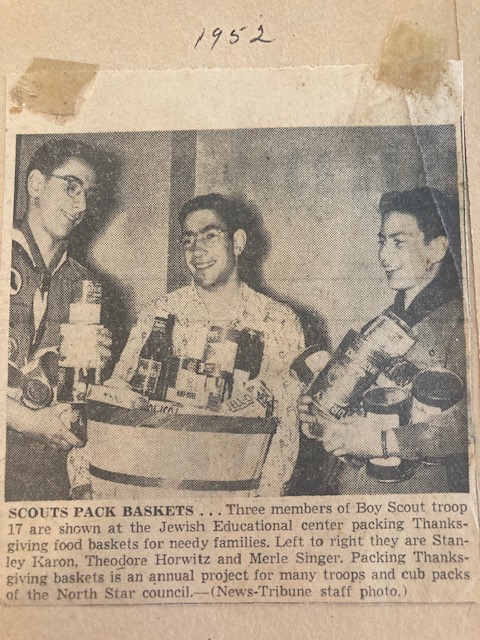 1952
SCOUTS PACK BASKETS ... Three members of Boy Scout troop
17 are shown at the Jewish Educational center packing Thanks-
giving food baskets for needy families. Left to right they are Stan-
ley Karon, Theodore Horwitz and Merle Singer. Packing Thanks-
giving baskets is an annual project for many troops and cub packs
of the North Star council.—(News-Tribune staff photo.)